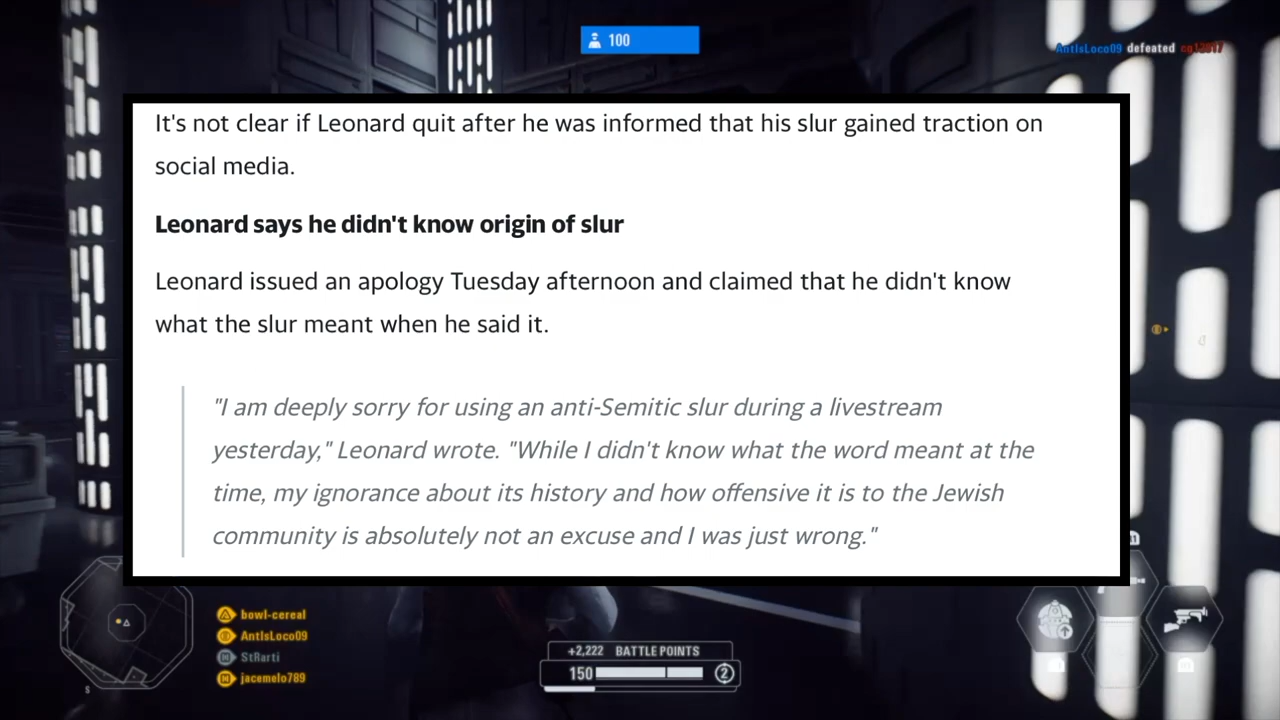 100
AntIsLoco09 defeated
It's not clear if Leonard quit after he was informed that his slur gained traction on
social media.
Leonard says he didn't know origin of slur
Leonard issued an apology Tuesday afternoon and claimed that he didn't know
what the slur meant when he said it.
"I am deeply sorry for using an anti-Semitic slur during a livestream
yesterday," Leonard wrote. "While I didn't know what the word meant at the
time, my ignorance about its history and how offensive it is to the Jewish
community is absolutely not an excuse and I was just wrong."
bowl-cereal
AntIsLoco09
StRarti
jacemelo789
S
+2,222 BATTLE POINTS
150
2